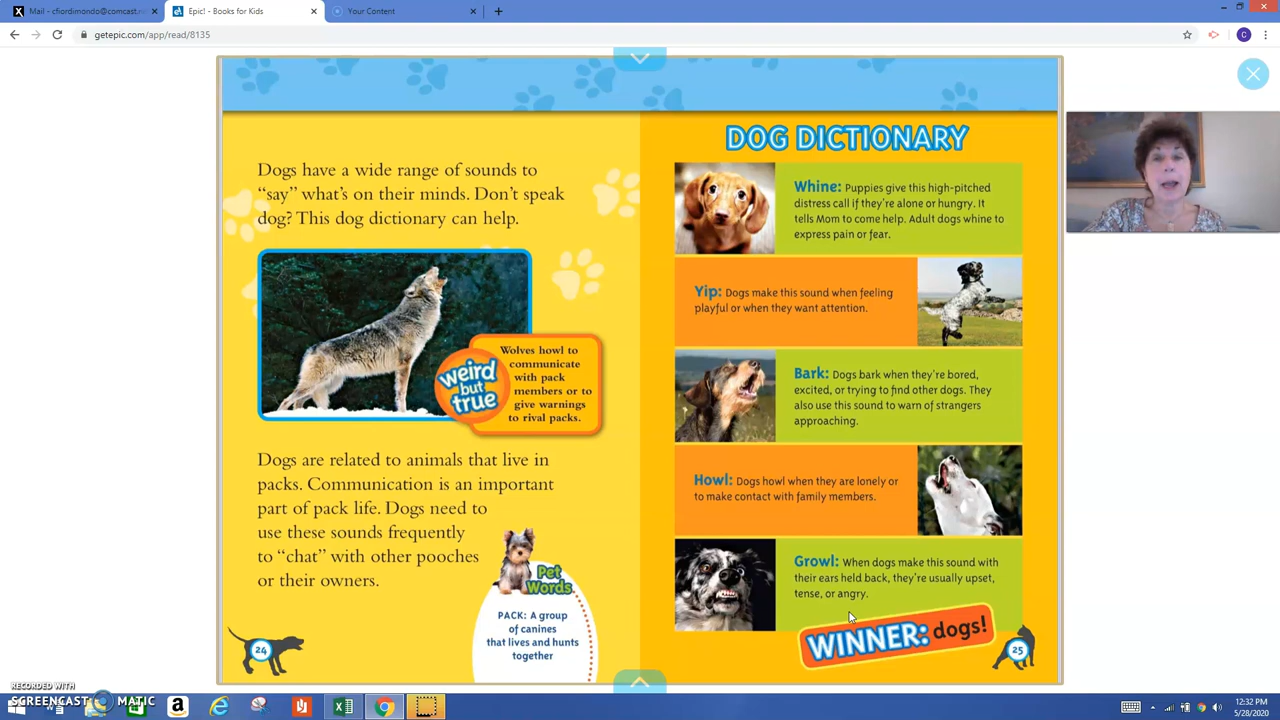 Mail - cfiordimondo@comcast.n
Epic! - Books for Kids
Your Content
getepic.com/app/read/8135
C
Dogs have a wide range of sounds to
“say” what’s on their minds. Don’t speak
dog? This dog dictionary can help.
weird
but
true
Wolves howl to
communicate
with pack
members or to
give warnings
to rival packs.
Dogs are related to animals that live in
packs. Communication is an important
part of pack life. Dogs need to
use these sounds frequently
to “chat” with other pooches
or their owners.
Pet
Words
PACK: A group
of canines
that lives and hunts
together
24
DOG DICTIONARY
Whine: Puppies give this high-pitched
distress call if they’re alone or hungry. It
tells Mom to come help. Adult dogs whine to
express pain or fear.
Yip: Dogs make this sound when feeling
playful or when they want attention.
Bark: Dogs bark when they’re bored,
excited, or trying to find other dogs. They
also use this sound to warn of strangers
approaching.
Howl: Dogs howl when they are lonely or
to make contact with family members.
Growl: When dogs make this sound with
their ears held back, they’re usually upset,
tense, or angry.
WINNER: dogs!
25
RECORDED WITH
SCREENCAST MATIC
12:32 PM
5/28/2020